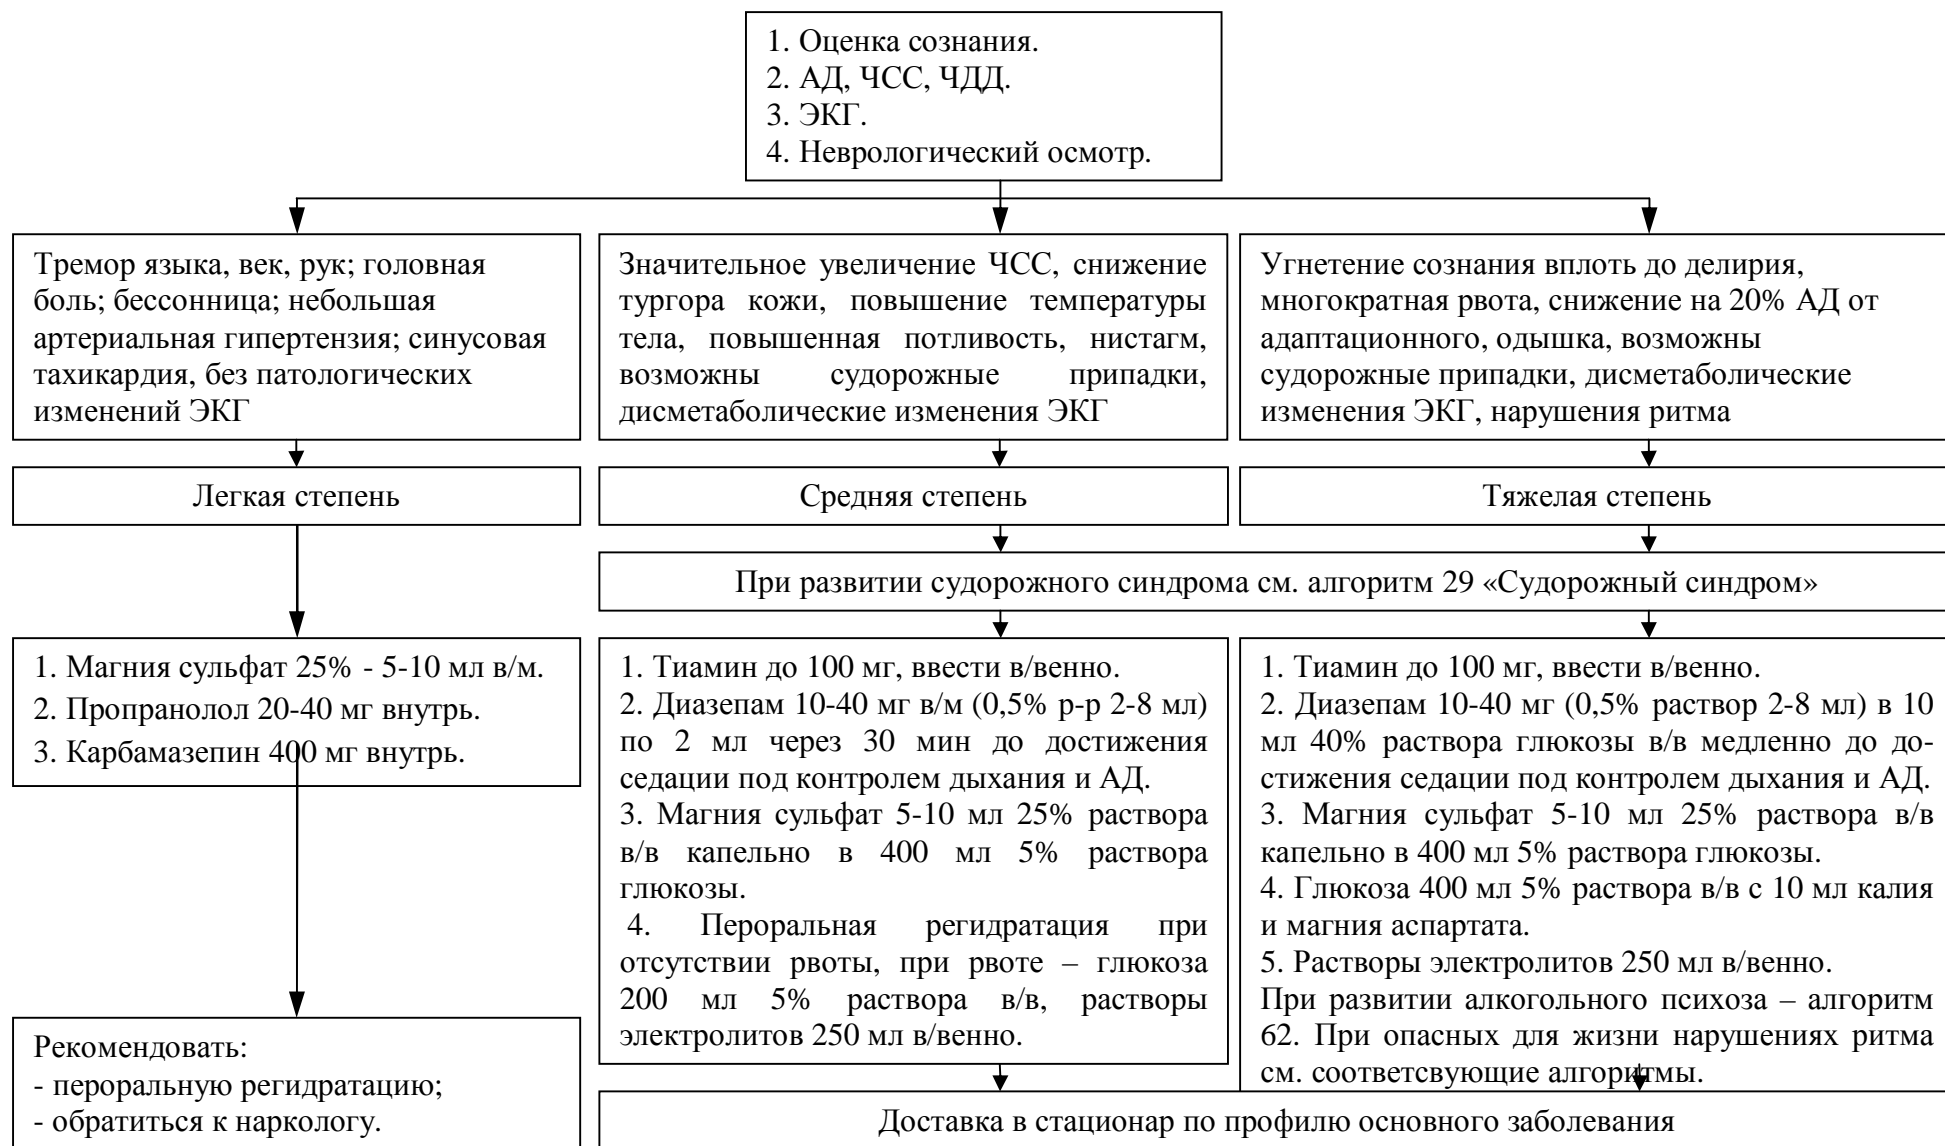 1. Оценка сознания.
2. АД, ЧСС, ЧДД.
3. ЭКГ.
4. Неврологический осмотр.
Тремор языка, век, рук; головная
боль; бессонница; небольшая
артериальная гипертензия; синусовая
тахикардия, без патологических
изменений ЭКГ
Значительное увеличение ЧСС, снижение
тургора кожи, повышение температуры
тела, повышенная потливость, нистагм,
возможны судорожные припадки,
дисметаболические изменения ЭКГ
Угнетение сознания вплоть до делирия,
многократная рвота, снижение на 20% АД от
адаптационного, одышка, возможны
судорожные припадки, дисметаболические
изменения ЭКГ, нарушения ритма
Легкая степень
Средняя степень
Тяжелая степень
При развитии судорожного синдрома см. алгоритм 29 «Судорожный синдром»
1. Магния сульфат 25% - 5-10 мл в/м.
2. Пропранолол 20-40 мг внутрь.
3. Карбамазепин 400 мг внутрь.
1. Тиамин до 100 мг, ввести в/венно.
2. Диазепам 10-40 мг в/м (0,5% р-р 2-8 мл)
по 2 мл через 30 мин до достижения
седации под контролем дыхания и АД.
3. Магния сульфат 5-10 мл 25% раствора
в/в капельно в 400 мл 5% раствора
глюкозы.
4. Пероральная регидратация при
отсутствии рвоты, при рвоте – глюкоза
200 мл 5% раствора в/в, растворы
электролитов 250 мл в/венно.
1. Тиамин до 100 мг, ввести в/венно.
2. Диазепам 10-40 мг (0,5% раствор 2-8 мл) в 10
мл 40% раствора глюкозы в/в медленно до до-
стижения седации под контролем дыхания и АД.
3. Магния сульфат 5-10 мл 25% раствора в/в
капельно в 400 мл 5% раствора глюкозы.
4. Глюкоза 400 мл 5% раствора в/в с 10 мл калия
и магния аспартата.
5. Растворы электролитов 250 мл в/венно.
При развитии алкогольного психоза – алгоритм
62. При опасных для жизни нарушениях ритма
см. соответсвующие алгоритмы.
Рекомендовать:
- пероральную регидратацию;
- обратиться к наркологу.
Доставка в стационар по профилю основного заболевания